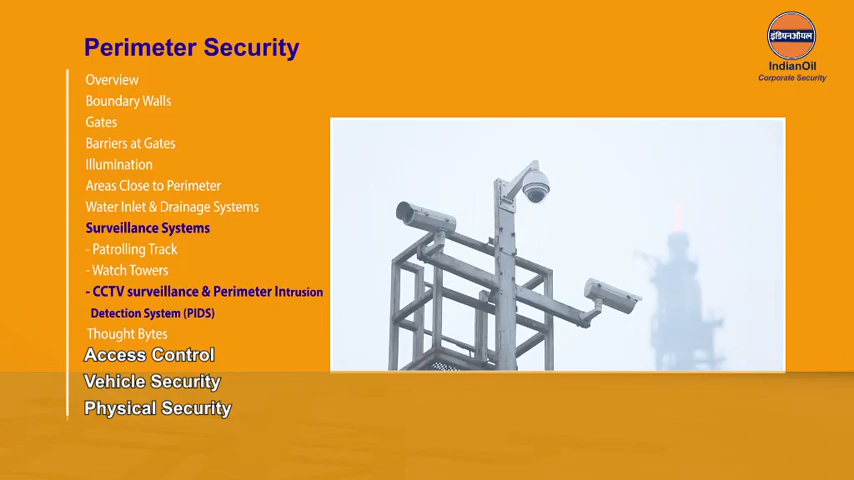 Perimeter Security
Overview
Boundary Walls
Gates
Barriers at Gates
Illumination
Areas Close to Perimeter
Water Inlet & Drainage Systems
Surveillance Systems
- Patrolling Track
- Watch Towers
- CCTV surveillance & Perimeter Intrusion
Detection System (PIDS)
Thought Bytes
Access Control
Vehicle Security
Physical Security
इंडियनऑयल
IndianOil
Corporate Security